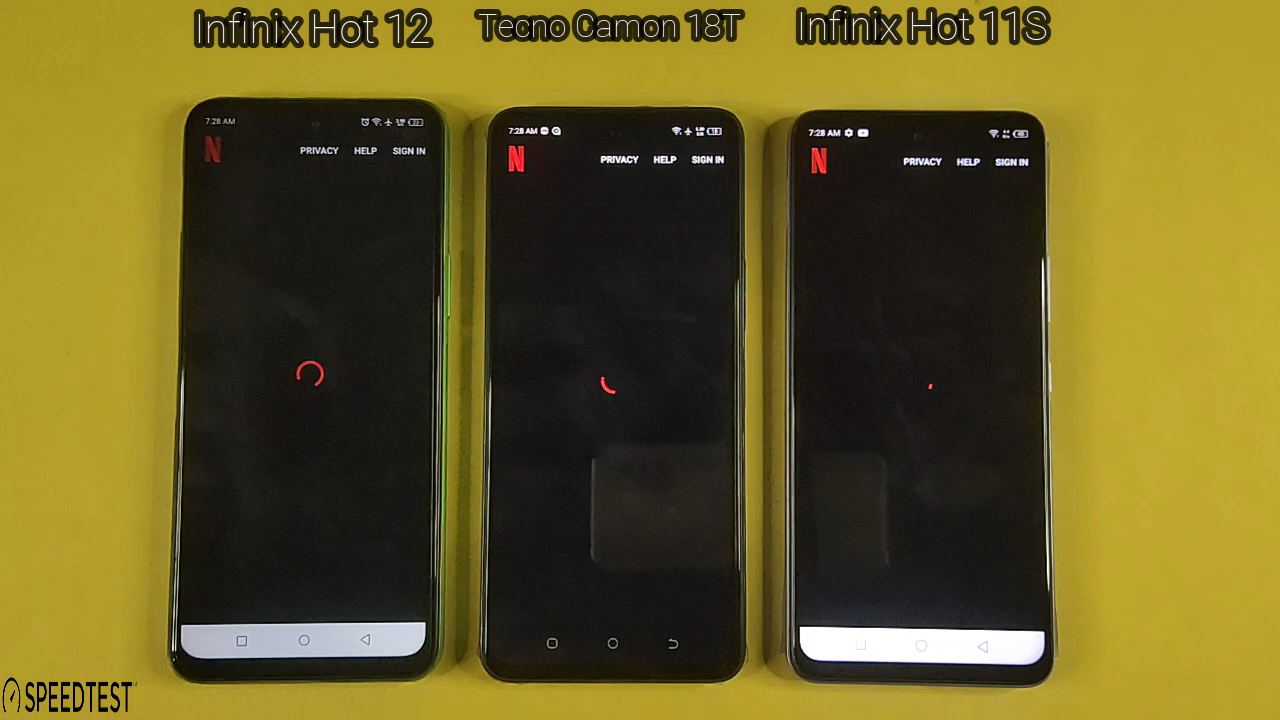 Infinix Hot 12
Tecno Camon 18T
Infinix Hot 11S
7:28 AM
N
PRIVACY HELP SIGN IN
7:28 AM
N
PRIVACY HELP SIGN IN
7:28 AM
N
PRIVACY HELP SIGN IN
SPEEDTEST